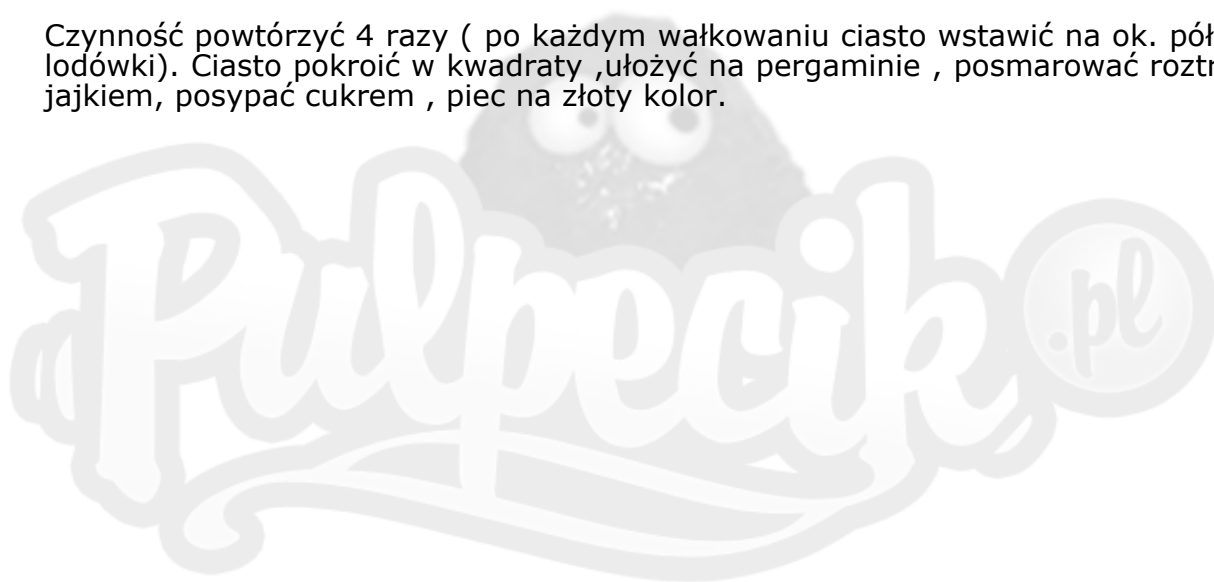 Czynność powtórzyć 4 razy ( po każdym wałkowaniu ciasto wstawić na ok. pół
lodówki). Ciasto pokroić w kwadraty ,ułożyć na pergaminie , posmarować
jajkiem, posypać cukrem , piec na złoty kolor.
Pulpecik.pl